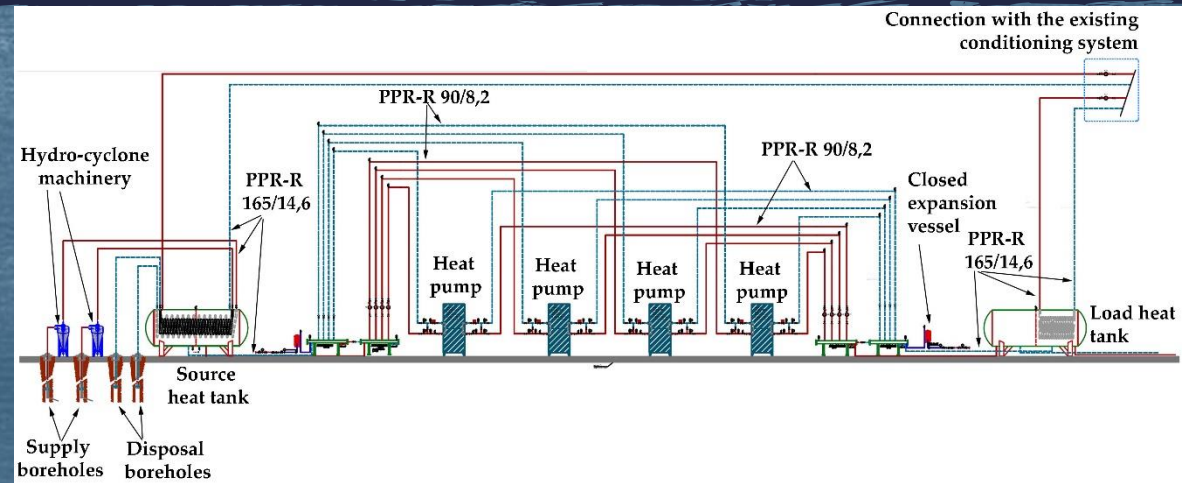 Connection with the existing
conditioning system
PPR-R 90/8,2
Hydro-cyclone
machinery
PPR-R
165/14,6
PPR-R 90/8,2
Closed
expansion
vessel
PPR-R
165/14,6
Heat
pump
Heat
pump
Heat
pump
Heat
pump
Load heat
tank
Source
heat tank
Supply
boreholes
Disposal
boreholes